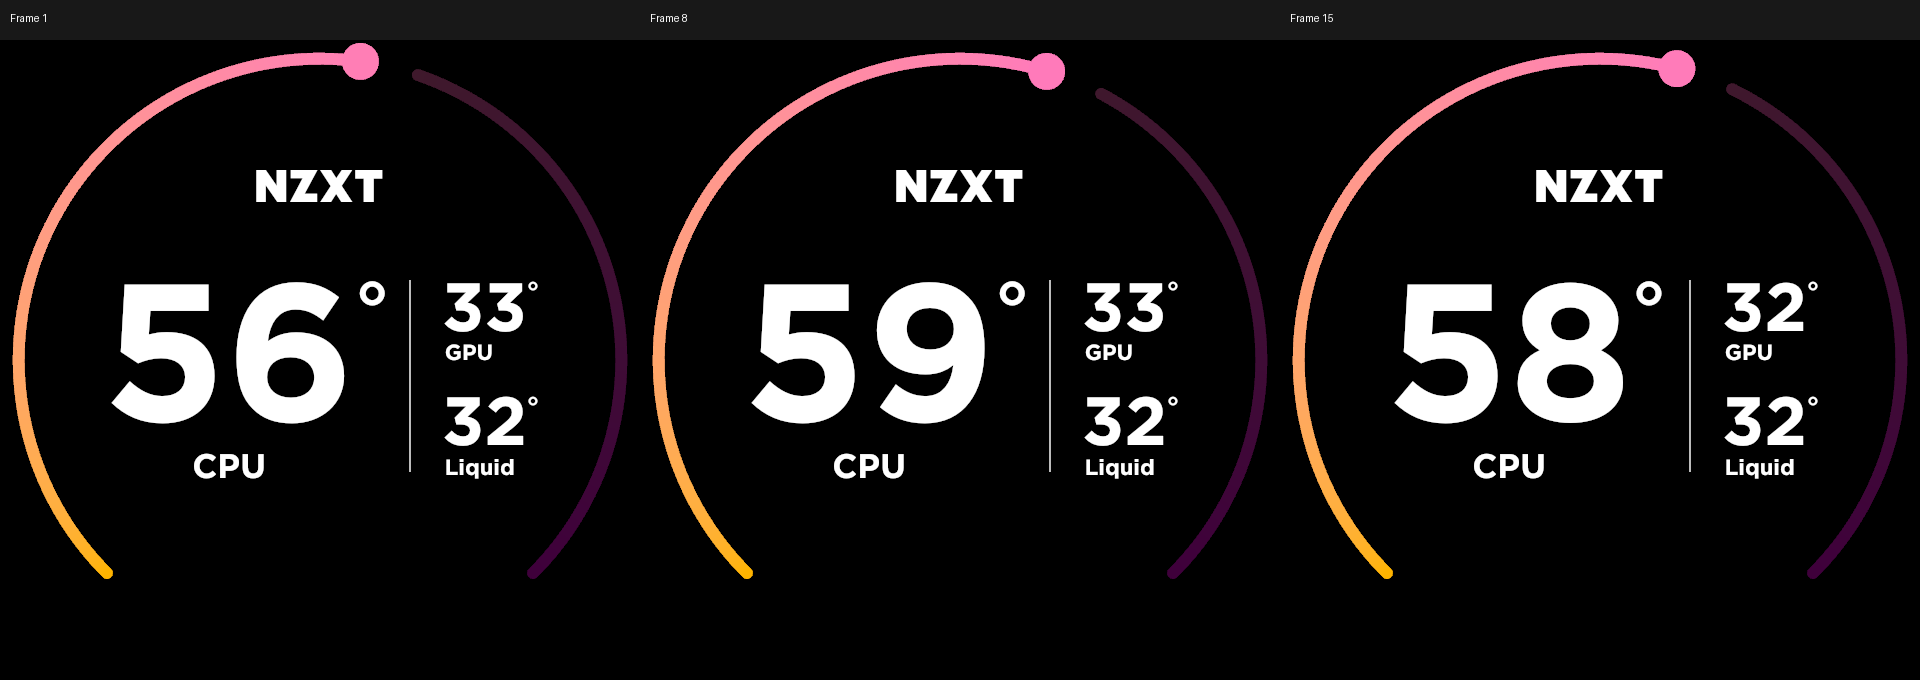 Frame 1
NZXT
56°
CPU
33°
GPU
32°
Liquid
Frame 8
NZXT
59°
CPU
33°
GPU
32°
Liquid
Frame 15
NZXT
58°
CPU
32°
GPU
32°
Liquid